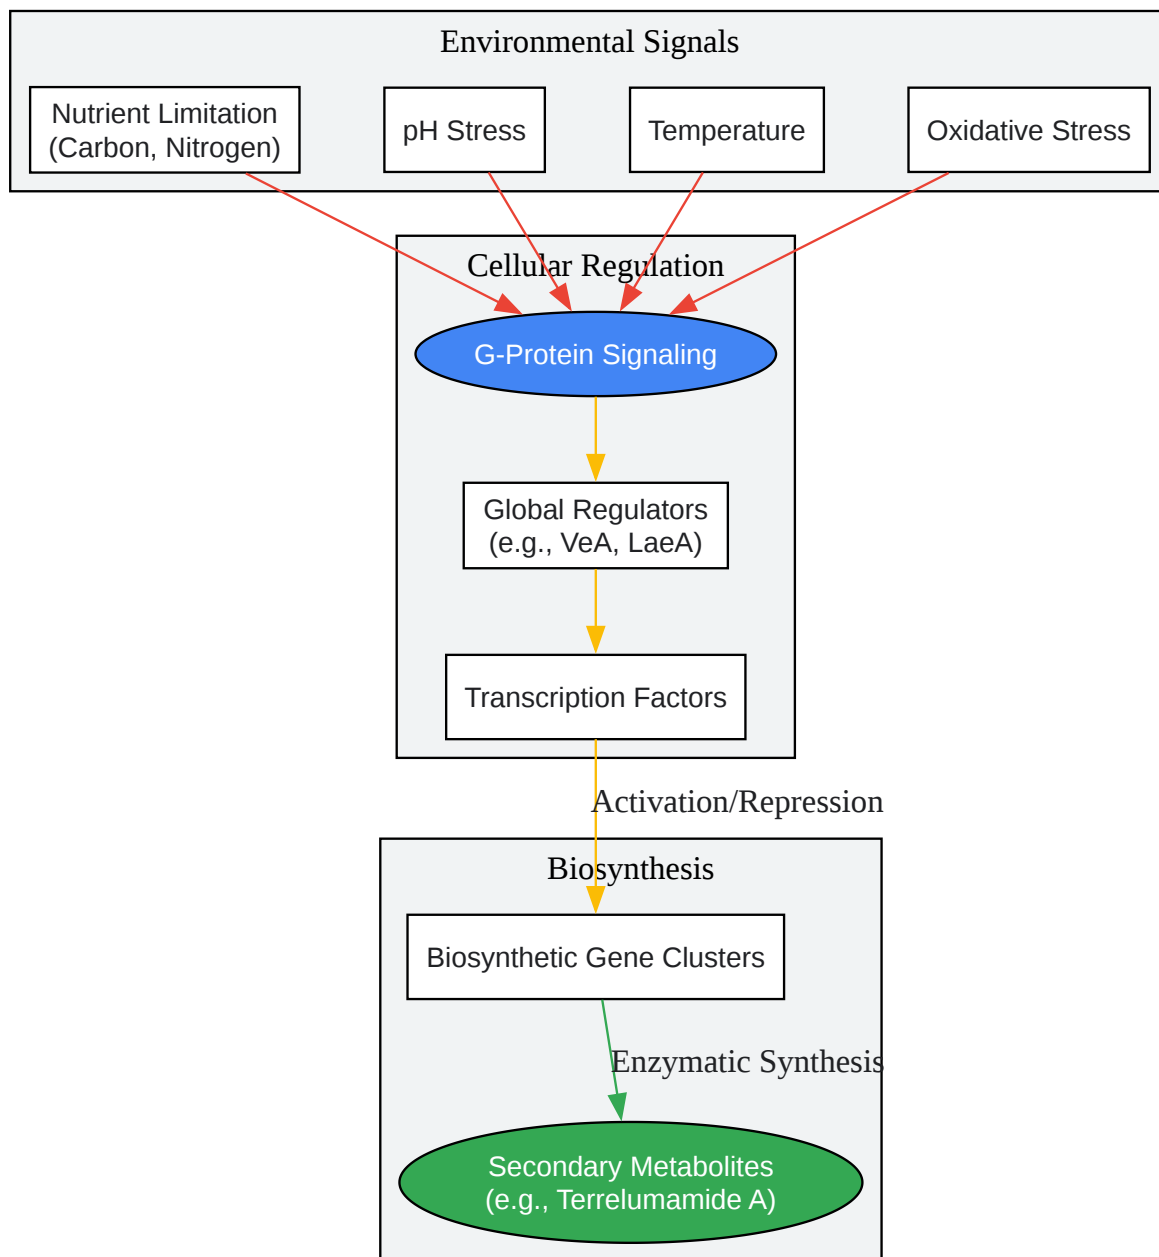 Environmental Signals
Nutrient Limitation
(Carbon, Nitrogen)
pH Stress
Temperature
Oxidative Stress
Cellular Regulation
G-Protein Signaling
Global Regulators
(e.g., VeA, LaeA)
Transcription Factors
Activation/Repression
Biosynthesis
Biosynthetic Gene Clusters
Enzymatic Synthesis
Secondary Metabolites
(e.g., Terrelumamide A)